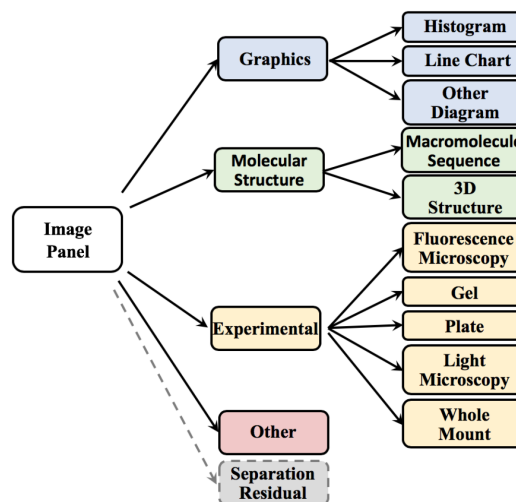 Image
Panel
Graphics
Histogram
Line Chart
Other
Diagram
Molecular
Structure
Macromolecule
Sequence
3D
Structure
Experimental
Fluorescence
Microscopy
Gel
Plate
Light
Microscopy
Whole
Mount
Other
Separation
Residual